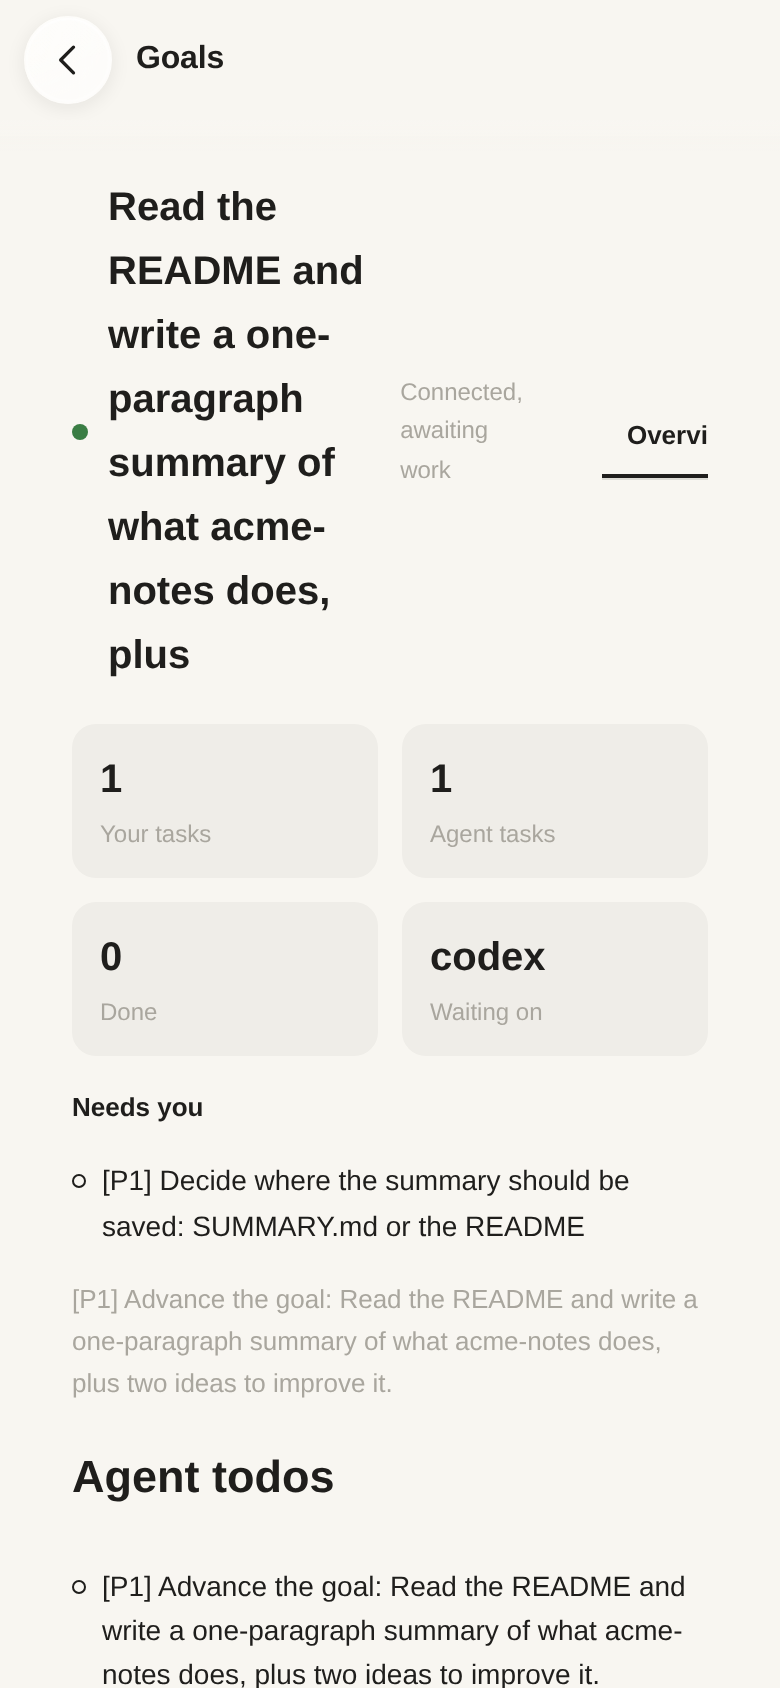 Goals
Read the
README and
write a one-
paragraph
summary of
what acme-
notes does,
plus
Connected,
awaiting
work
Overvi
1
Your tasks
1
Agent tasks
0
Done
codex
Waiting on
Needs you
[P1] Decide where the summary should be
saved: SUMMARY.md or the README
[P1] Advance the goal: Read the README and write a
one-paragraph summary of what acme-notes does,
plus two ideas to improve it.
Agent todos
[P1] Advance the goal: Read the README and
write a one-paragraph summary of what acme-
notes does, plus two ideas to improve it.